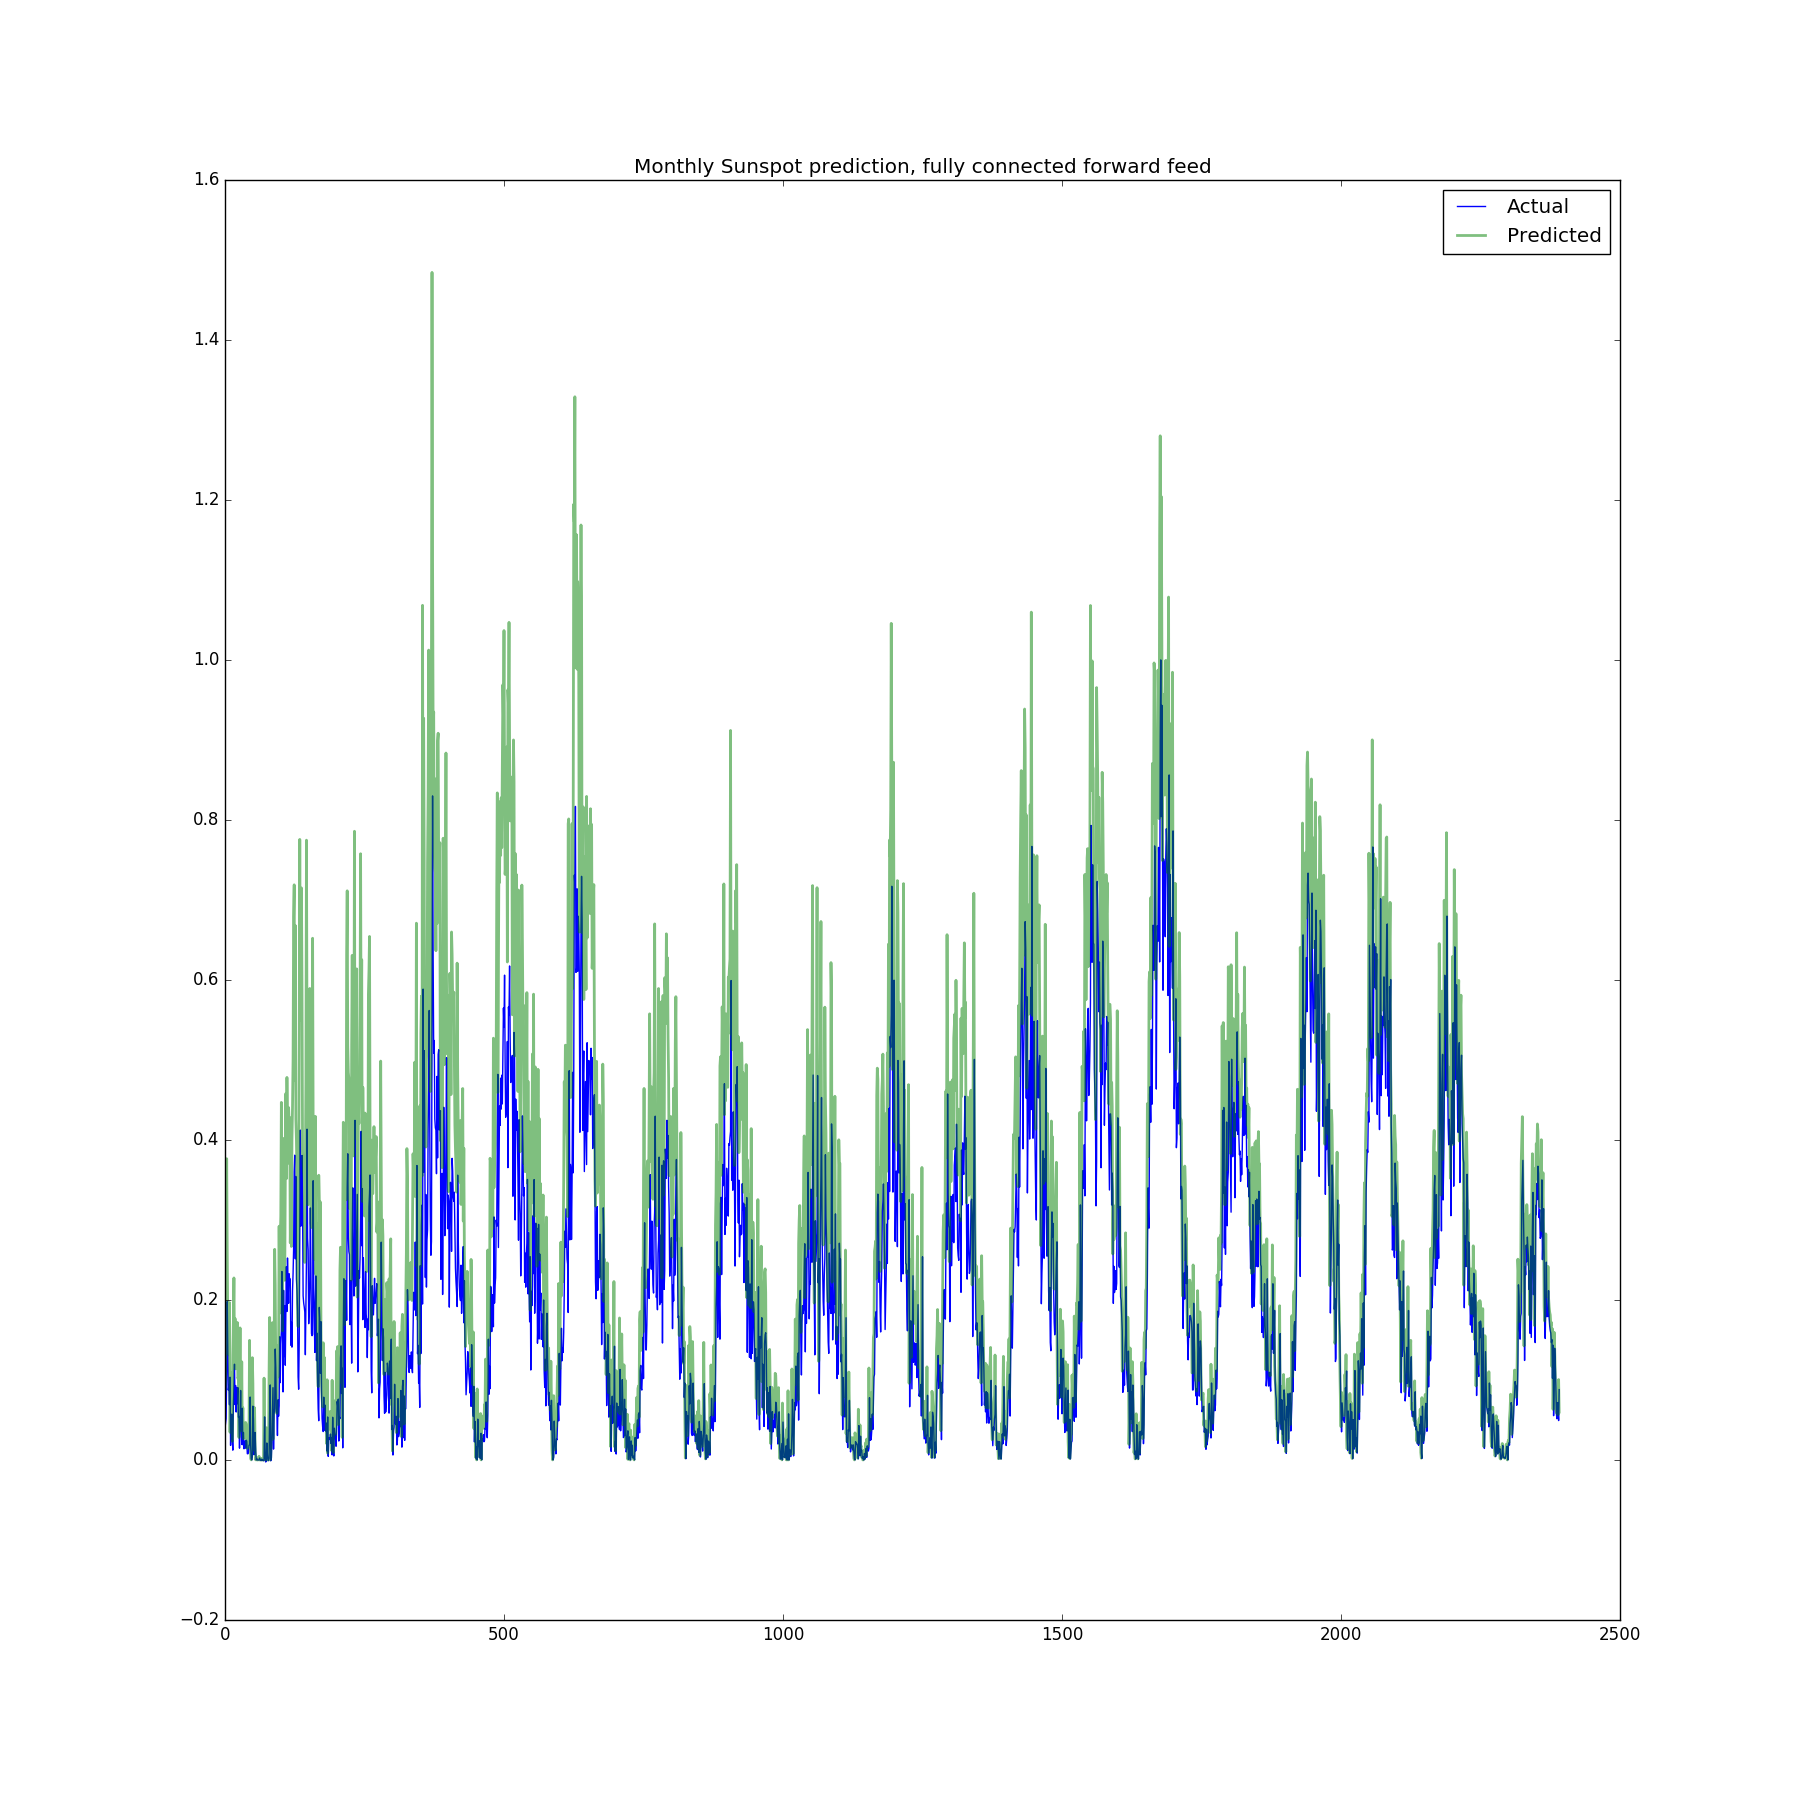 Monthly Sunspot prediction, fully connected forward feed
1.6
Actual
Predicted
1.4
1.2
1.0
0.8
0.6
0.4
0.2
0.0
−0.2
0 500 1000 1500 2000 2500